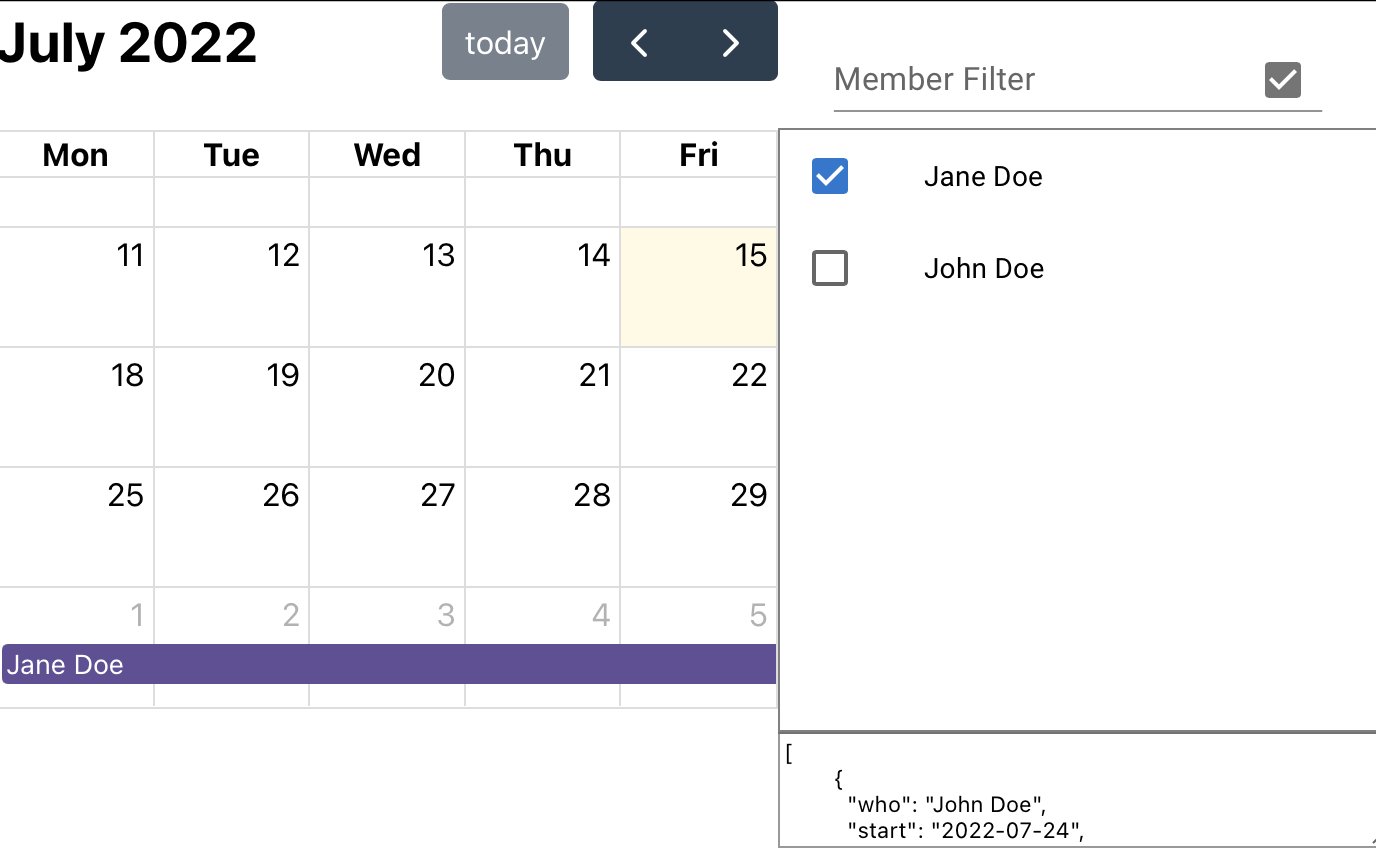 July 2022 today
Member Filter
Mon Tue Wed Thu Fri
11 12 13 14 15
18 19 20 21 22
25 26 27 28 29
1 2 3 4 5
Jane Doe
Jane Doe
John Doe
[
{
"who": "John Doe",
"start": "2022-07-24",